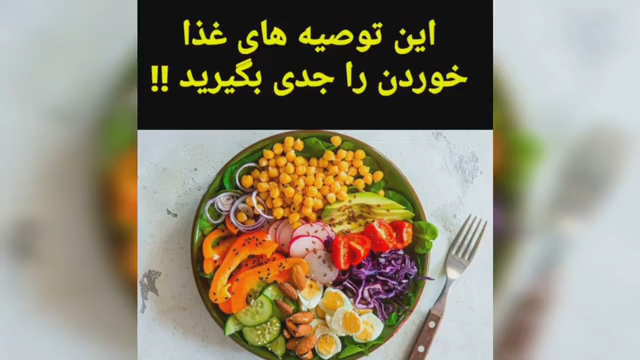 این توصیه های غذا
خوردن را جدی بگیرید !!